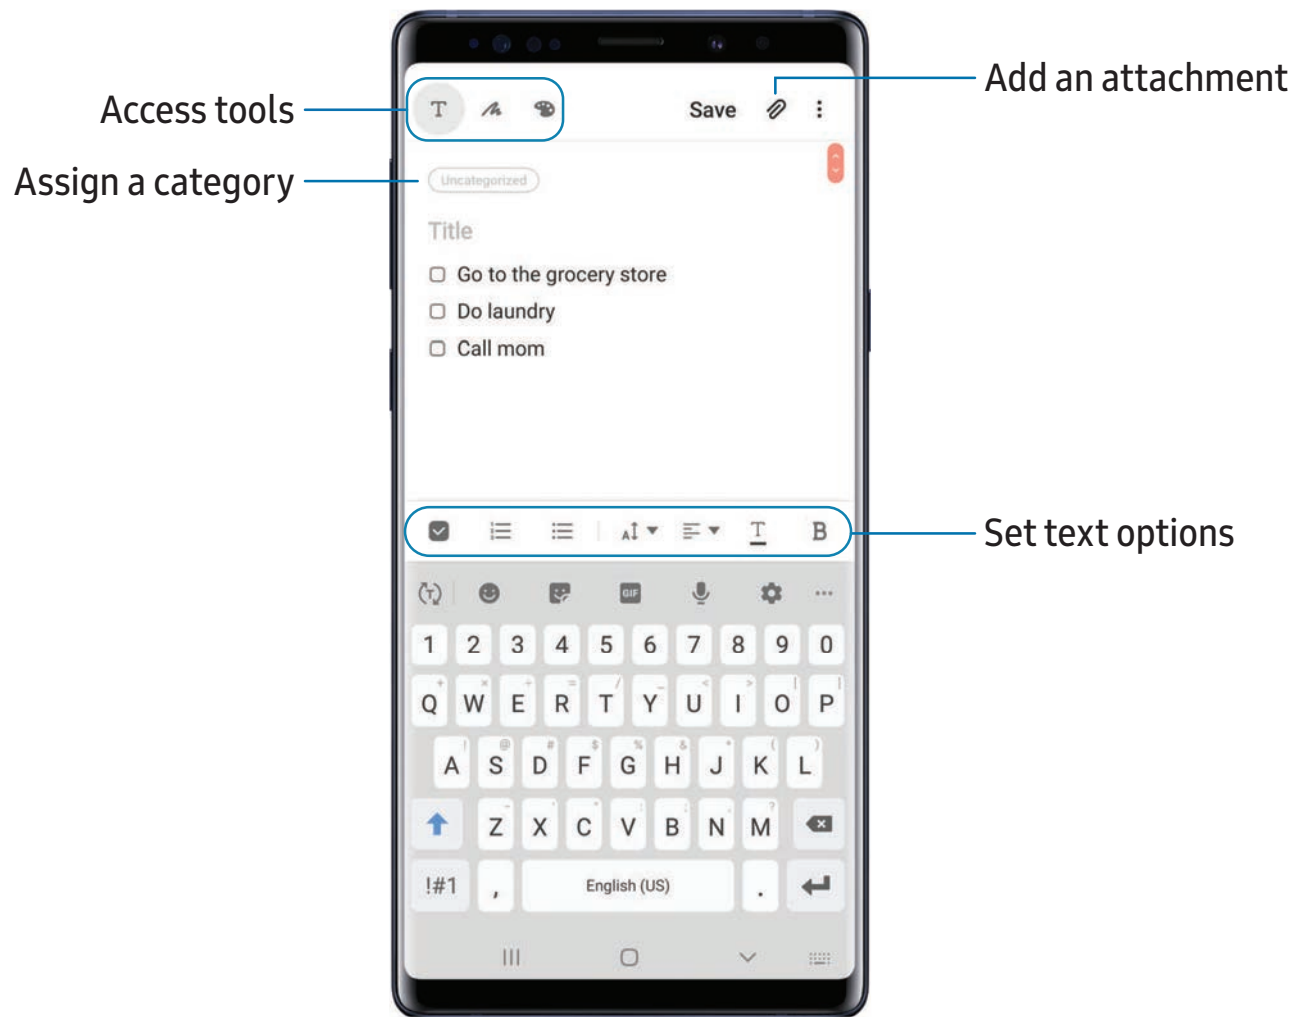 Add an attachment
Access tools
T Save
Assign a category
Uncategorized
Title
Go to the grocery store
Do laundry
Call mom
A T B
Set text options
T GIF
1 2 3 4 5 6 7 8 9 0
Q W E R T Y U I O P
A S D F G H J K L
Z X C V B N M
!#1 , English (US) .